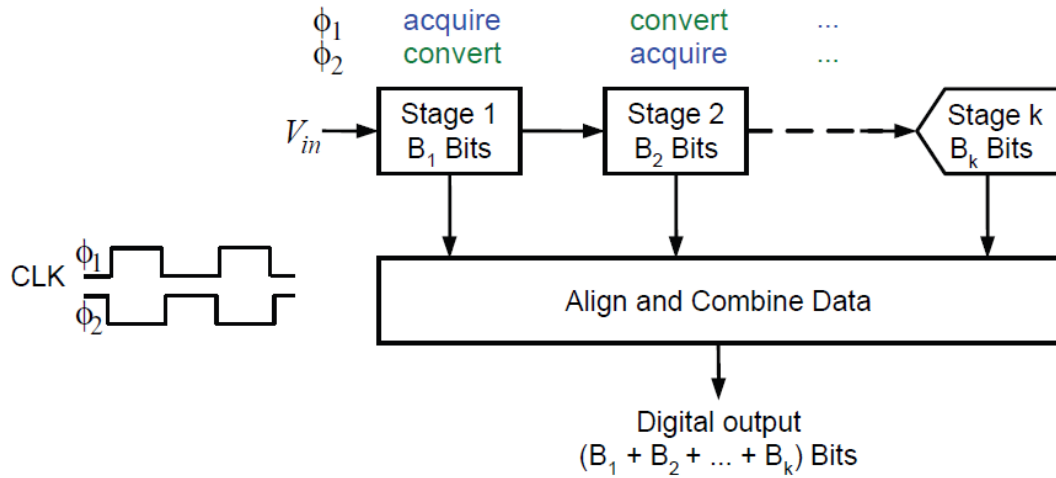 ϕ1 acquire convert ...
ϕ2 convert acquire ...
Vin
Stage 1
B1 Bits
Stage 2
B2 Bits
Stage k
Bk Bits
CLK
ϕ1
ϕ2
Align and Combine Data
Digital output
(B1 + B2 + ... + Bk) Bits